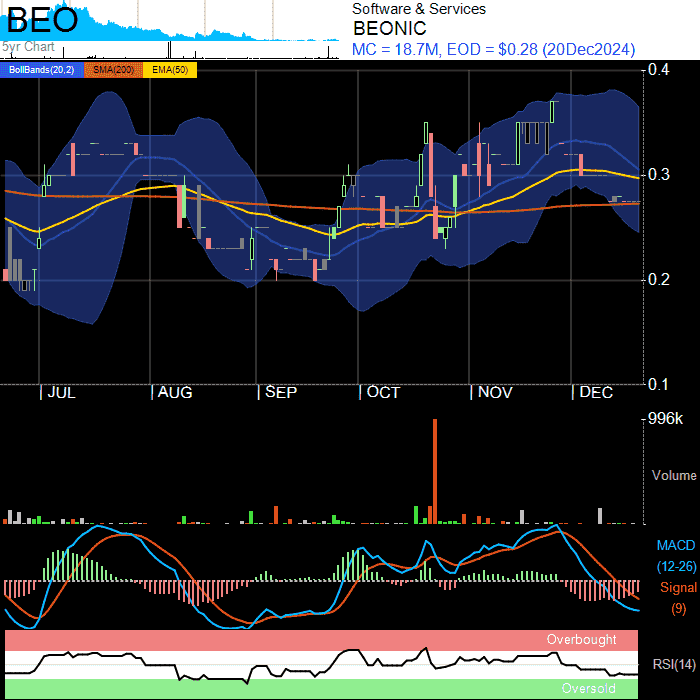 BEO
5yr Chart
Software & Services
BEONIC
MC = 18.7M, EOD = $0.28 (20Dec2024)
BollBands(20,2) SMA(200) EMA(50)
0.4
0.3
0.2
0.1
JUL AUG SEP OCT NOV DEC
996k
Volume
MACD
(12-26)
Signal
(9)
Overbought
RSI(14)
Oversold